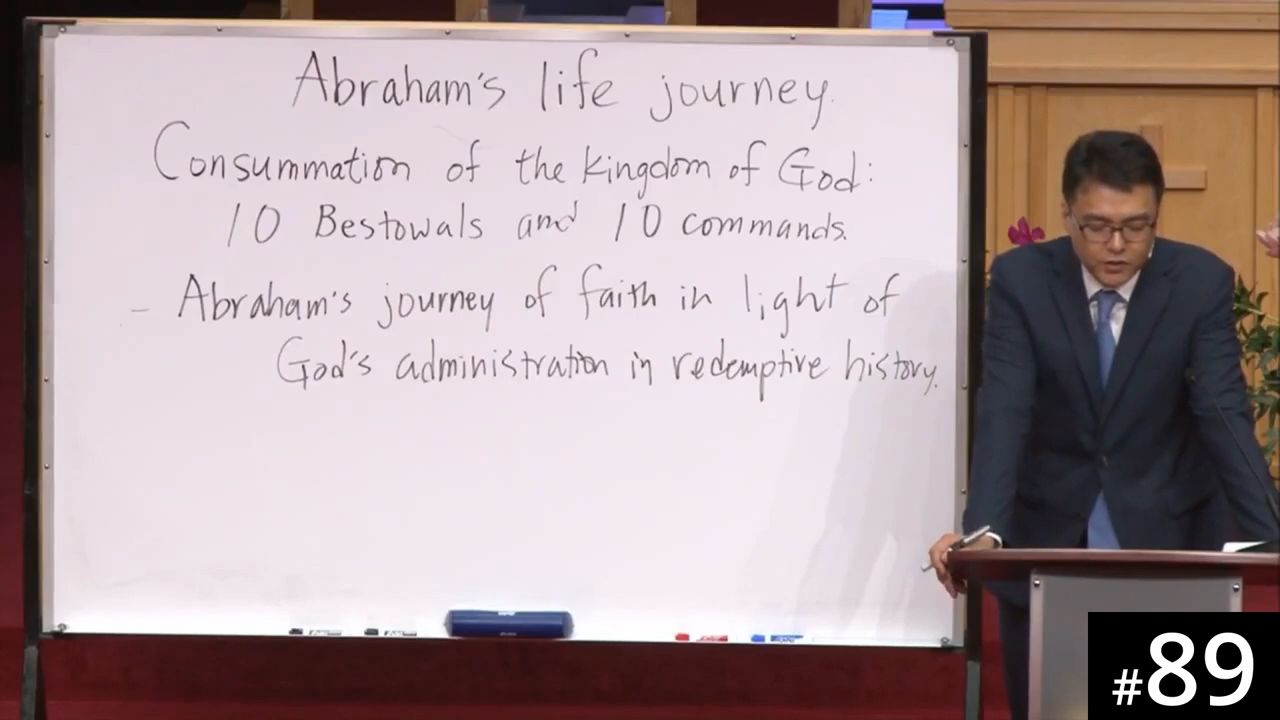 Abraham's life journey.
Consummation of the kingdom of God:
10 Bestowals and 10 commands.
- Abraham's journey of faith in light of
God's administration in redemptive history.
#89